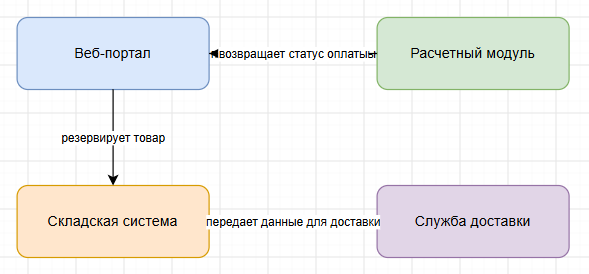 Веб-портал
возвращает статус оплаты
Расчетный модуль
резервирует товар
Складская система
передает данные для доставки
Служба доставки